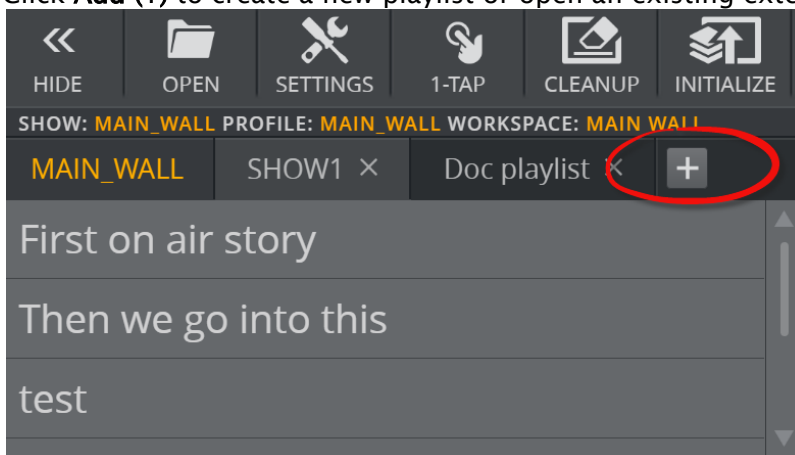 Click Add (+) to create a new playlist or open an existing exte
HIDE OPEN SETTINGS 1-TAP CLEANUP INITIALIZE
SHOW: MAIN_WALL PROFILE: MAIN_WALL WORKSPACE: MAIN WALL
MAIN_WALL SHOW1 × Doc playlist × +
First on air story
Then we go into this
test